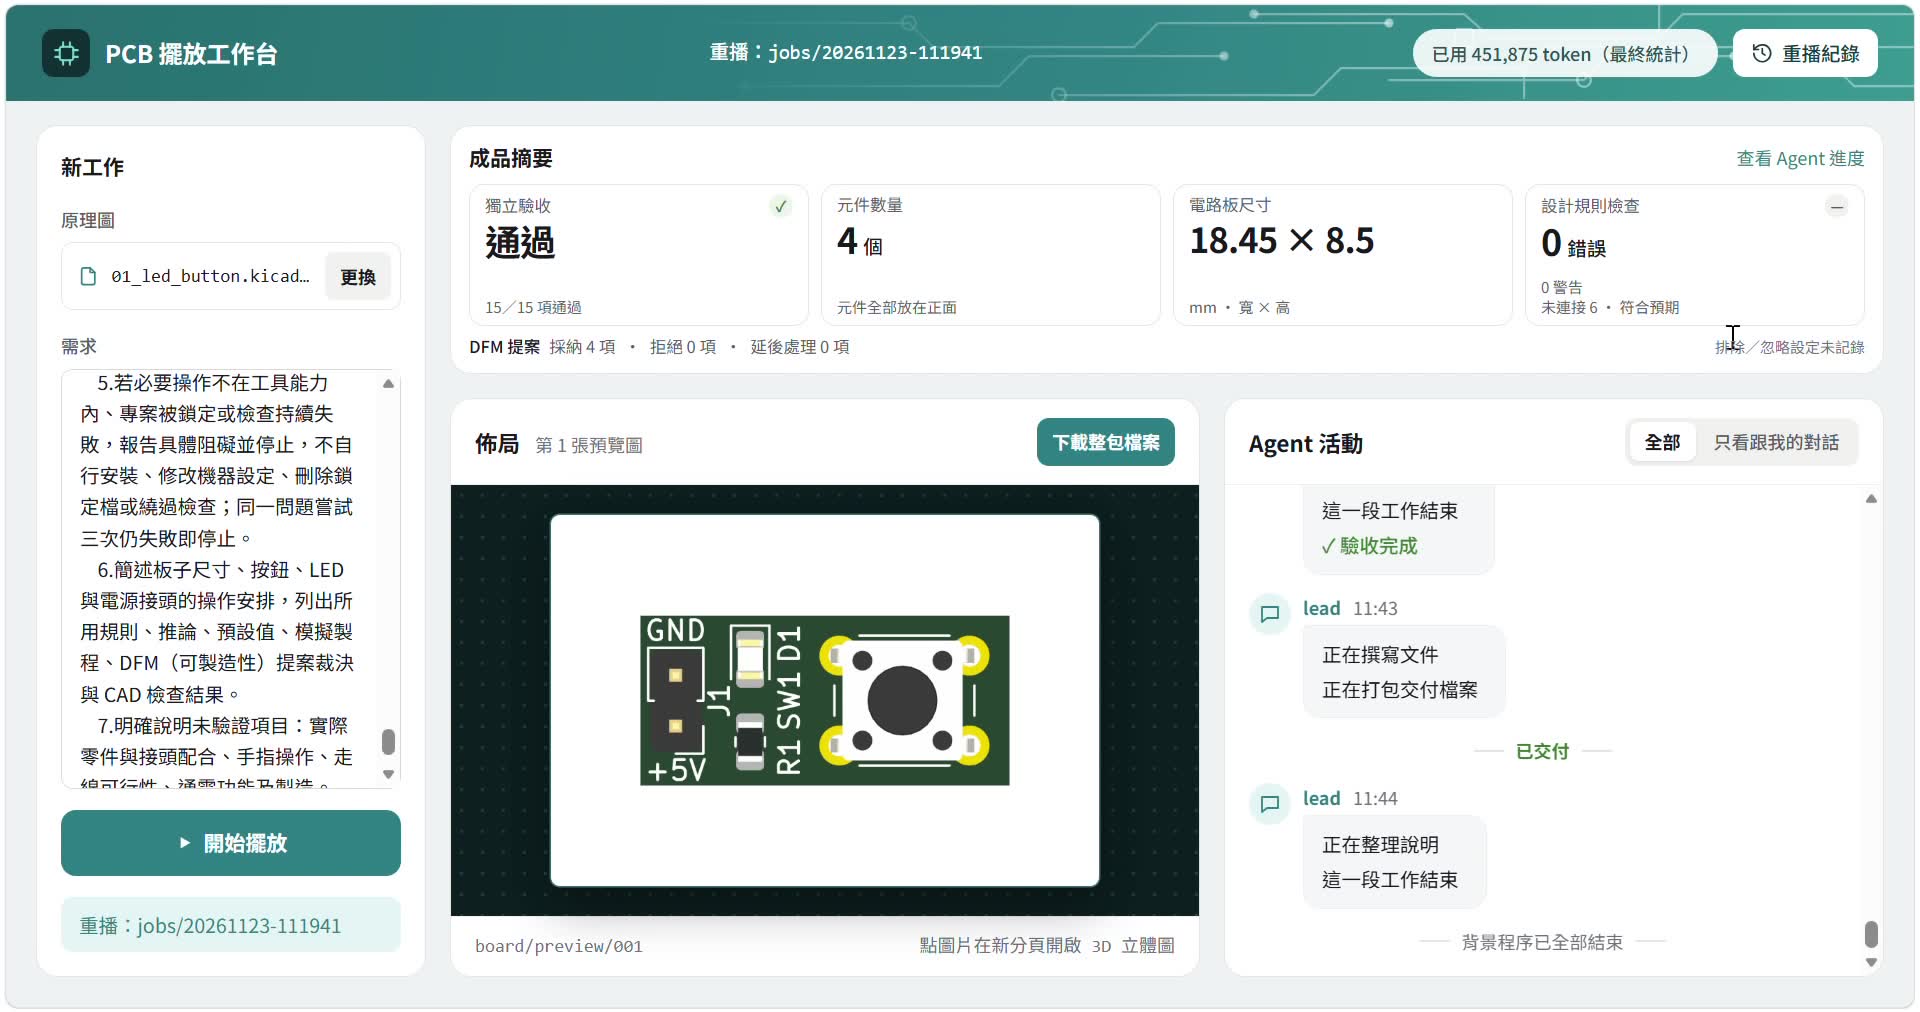 PCB 擺放工作台
重播：jobs/20261123-111941
已用 451,875 token（最終統計）
重播紀錄
新工作
原理圖
01_led_button.kicad…
更換
需求
5.若必要操作不在工具能力
內、專案被鎖定或檢查持續失
敗，報告具體阻礙並停止，不自
行安裝、修改機器設定、刪除鎖
定檔或繞過檢查；同一問題嘗試
三次仍失敗即停止。
6.簡述板子尺寸、按鈕、LED
與電源接頭的操作安排，列出所
用規則、推論、預設值、模擬製
程、DFM（可製造性）提案裁決
與 CAD 檢查結果。
7.明確說明未驗證項目：實際
零件與接頭配合、手指操作、走
線可行性、通電功能及製造。
開始擺放
重播：jobs/20261123-111941
成品摘要
查看 Agent 進度
獨立驗收
通過
15／15 項通過
元件數量
4 個
元件全部放在正面
電路板尺寸
18.45 × 8.5
mm・寬 × 高
設計規則檢查
0 錯誤
0 警告
未連接 6・符合預期
DFM 提案 採納 4 項・拒絕 0 項・延後處理 0 項
排除／忽略設定未記錄
佈局 第 1 張預覽圖
下載整包檔案
GND
J1
+5V
R1 SW1 D1
board/preview/001
點圖片在新分頁開啟 3D 立體圖
Agent 活動
全部
只看跟我的對話
這一段工作結束
✓驗收完成
lead 11:43
正在撰寫文件
正在打包交付檔案
已交付
lead 11:44
正在整理說明
這一段工作結束
背景程序已全部結束